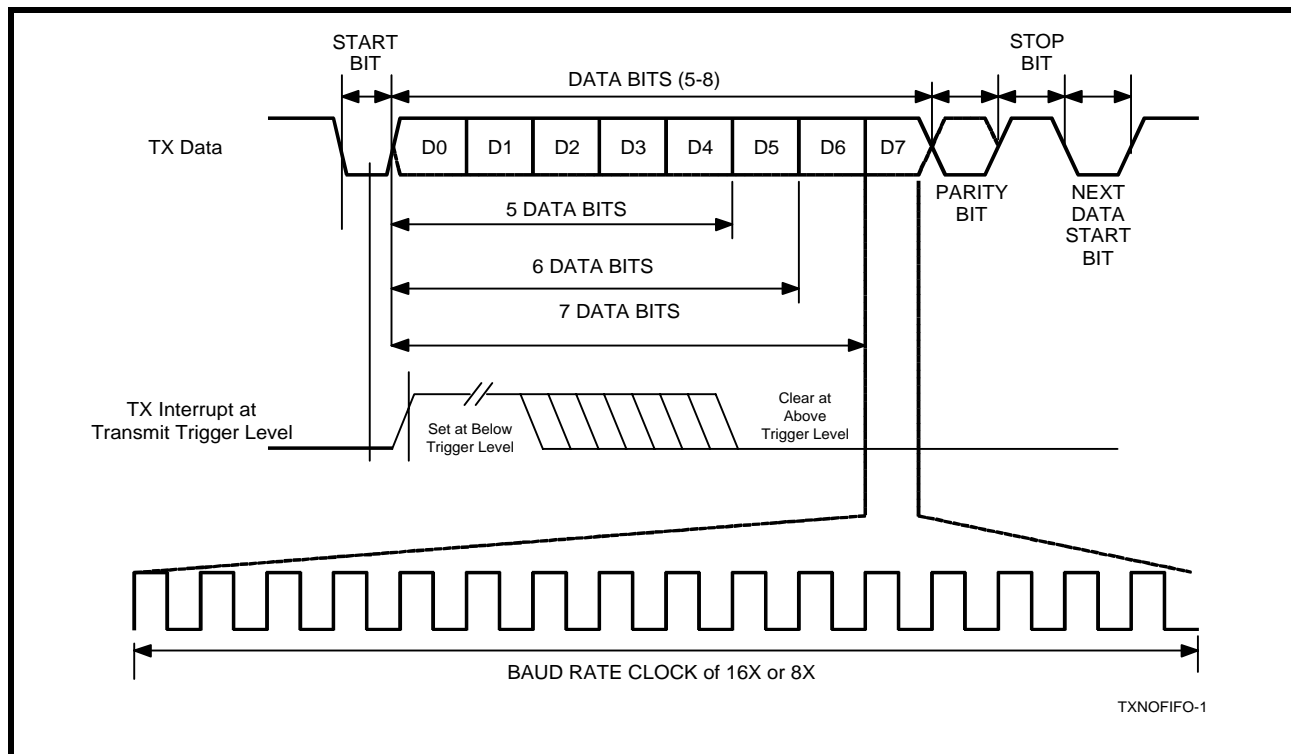 START
BIT
STOP
BIT
DATA BITS (5-8)
TX Data
D0 D1 D2 D3 D4 D5 D6 D7
PARITY
BIT
NEXT
DATA
START
BIT
5 DATA BITS
6 DATA BITS
7 DATA BITS
TX Interrupt at
Transmit Trigger Level
Set at Below
Trigger Level
Clear at
Above
Trigger Level
BAUD RATE CLOCK of 16X or 8X
TXNOFIFO-1